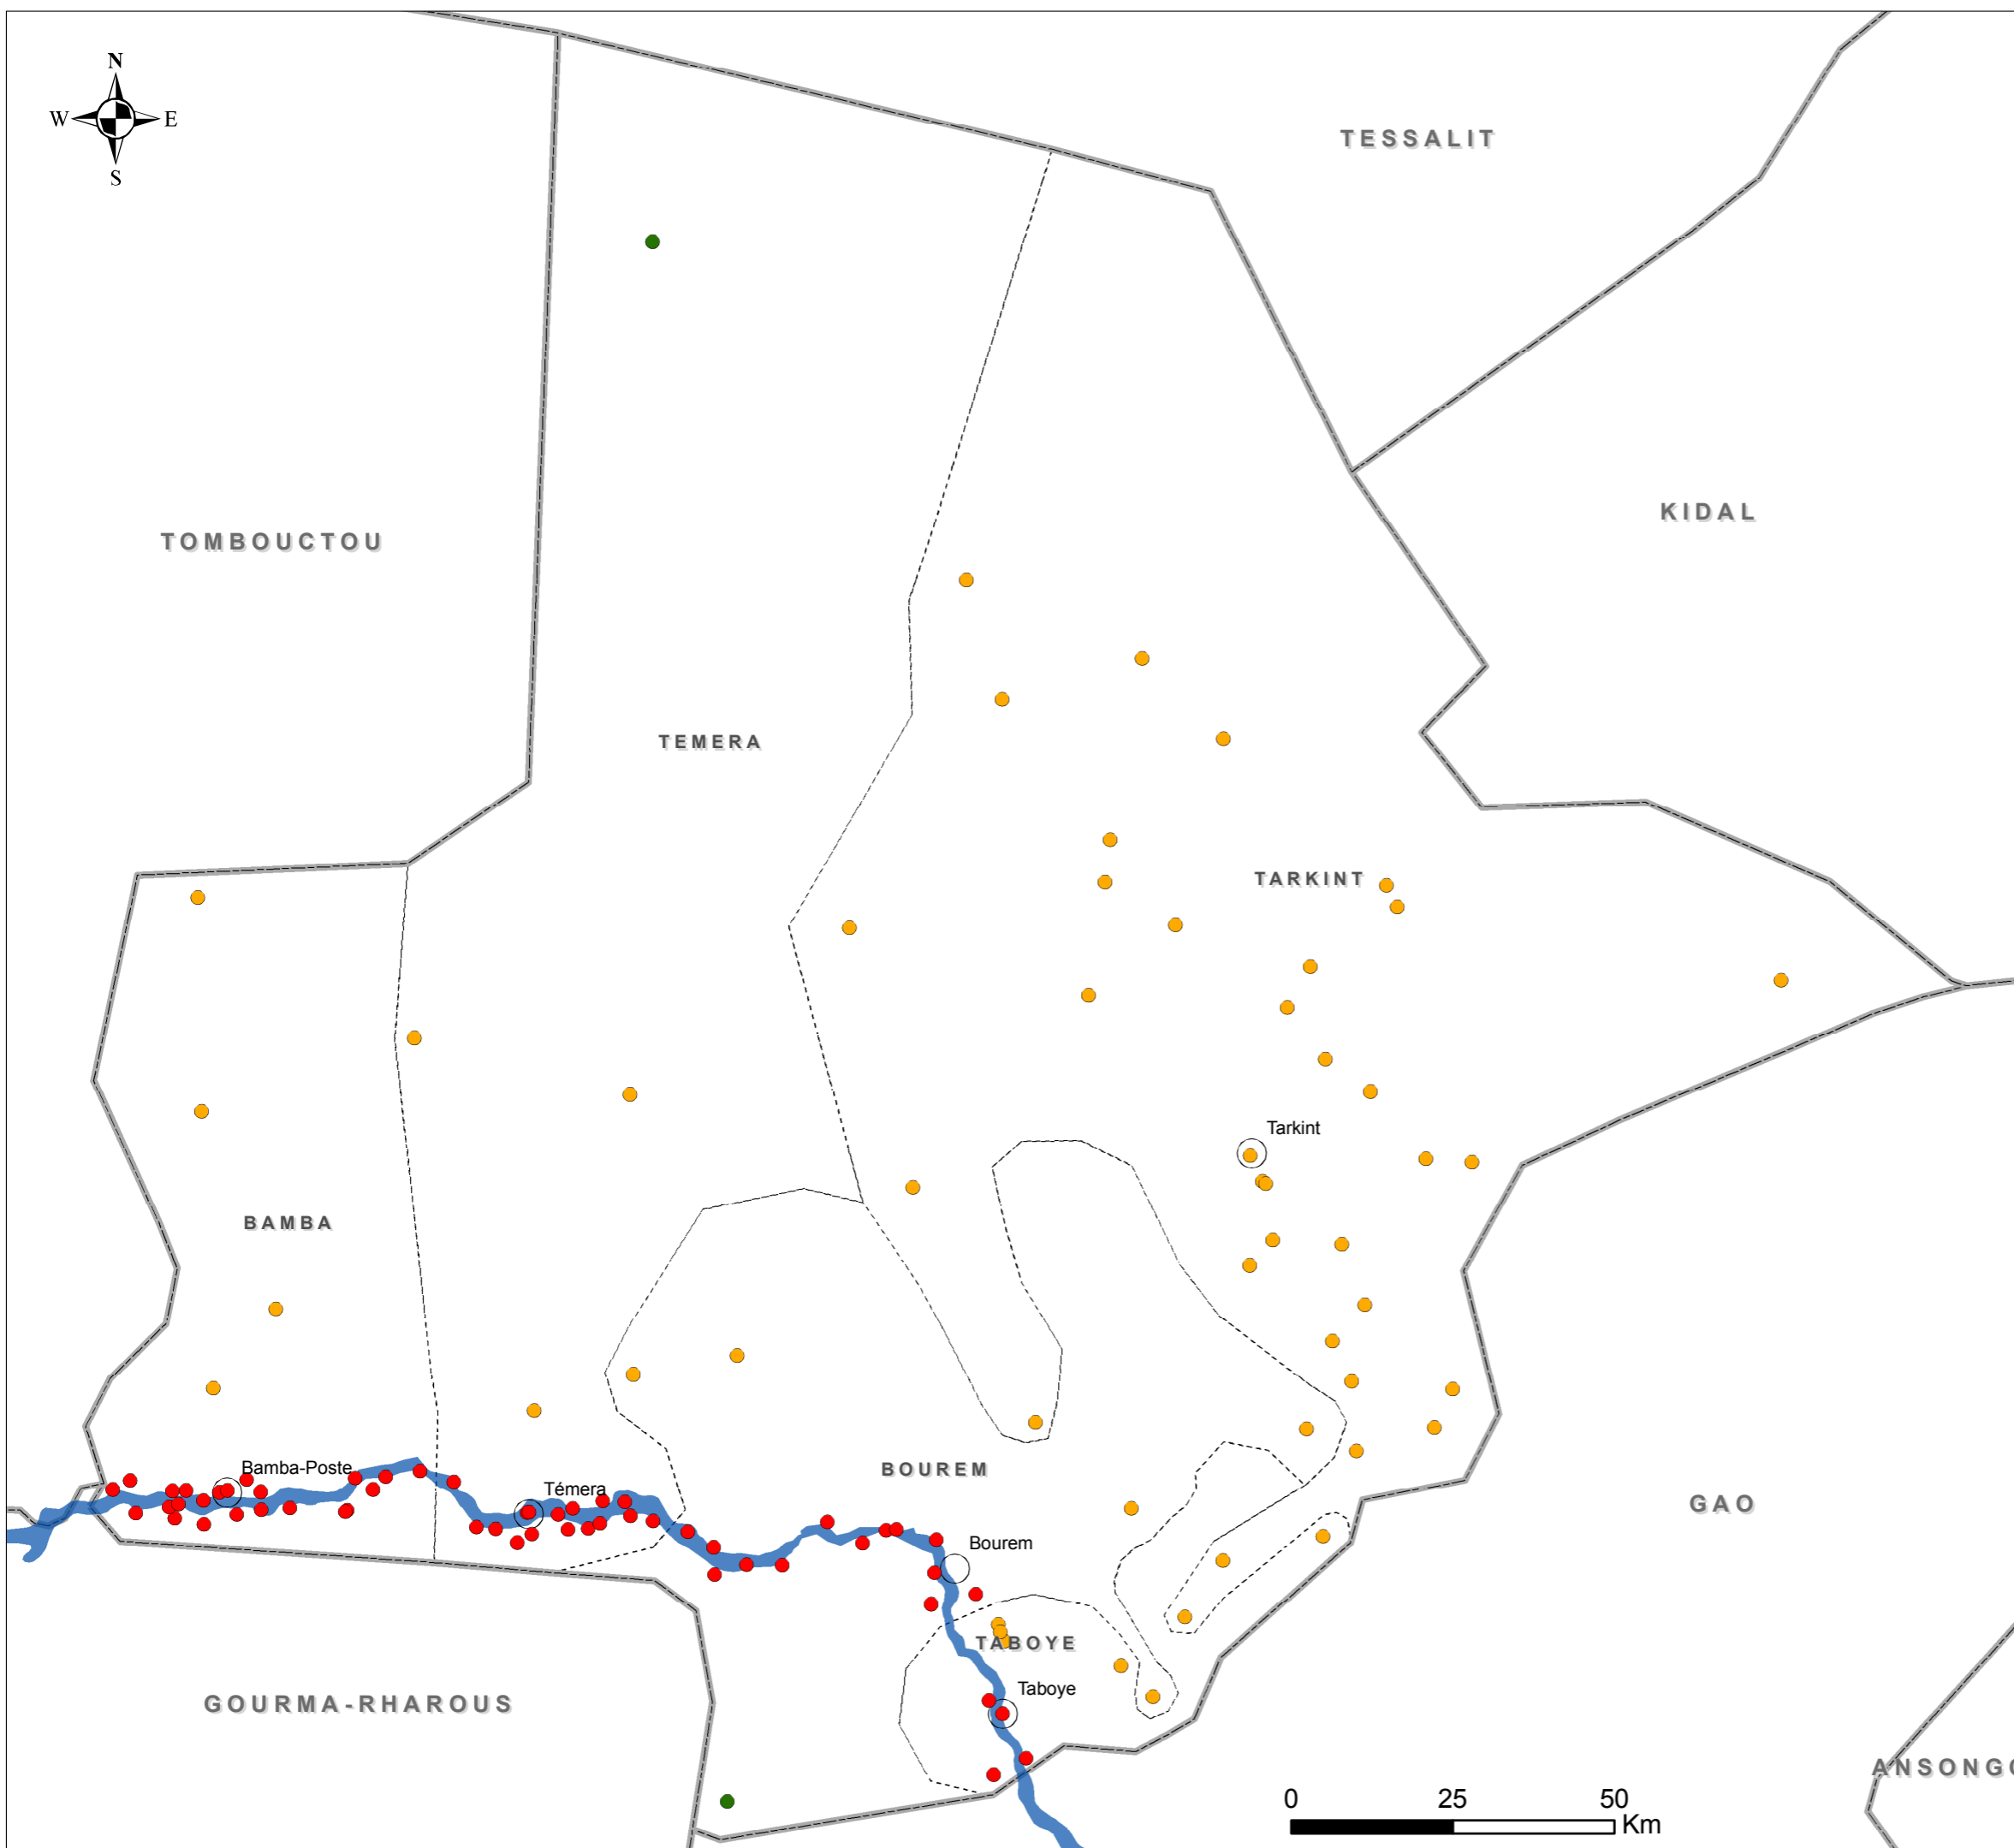 N
W E
S
TESSALIT
KIDAL
TOMBOUCTOU
TEMERA
TARKINT
Tarkint
BAMBA
Bamba-Poste
Témera
BOUREM
GAO
Bourem
TABOYE
Taboye
GOURMA-RHAROUS
ANSONGO
0 25 50
Km